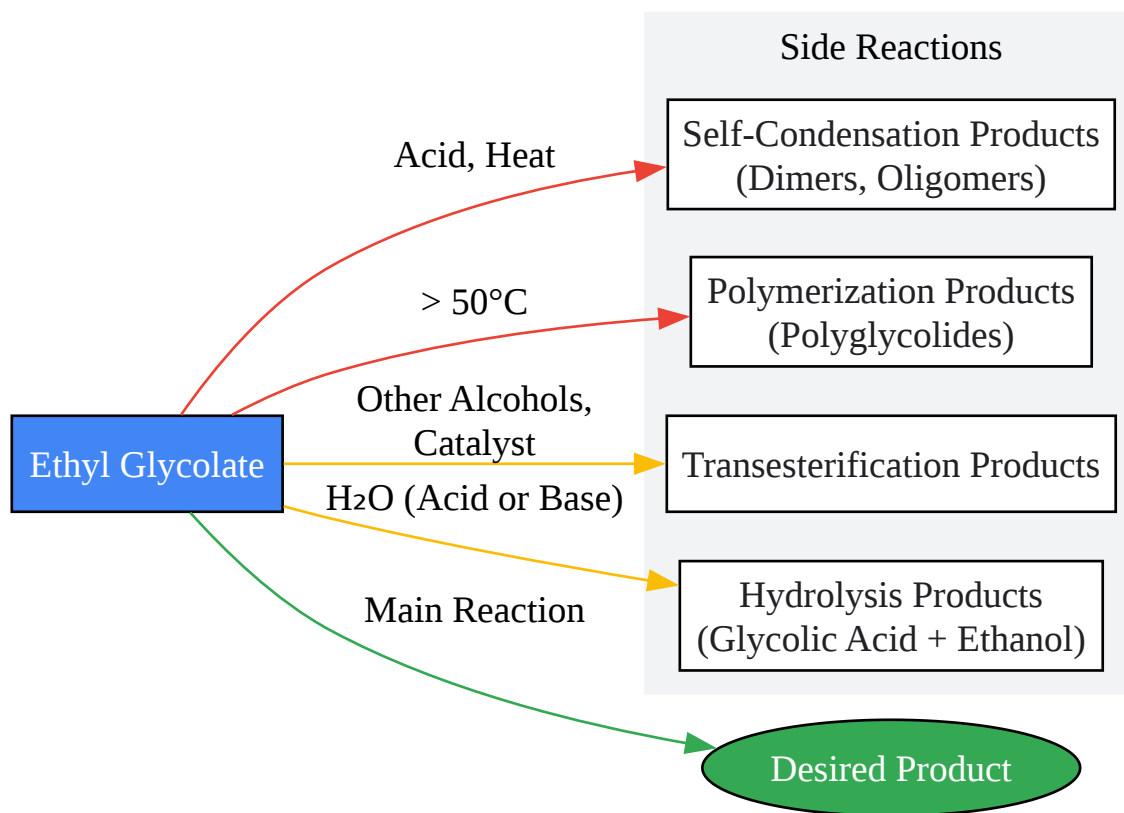 Side Reactions
Acid, Heat
Self-Condensation Products
(Dimers, Oligomers)
> 50°C
Polymerization Products
(Polyglycolides)
Other Alcohols,
Catalyst
Ethyl Glycolate
Transesterification Products
H₂O (Acid or Base)
Hydrolysis Products
(Glycolic Acid + Ethanol)
Main Reaction
Desired Product